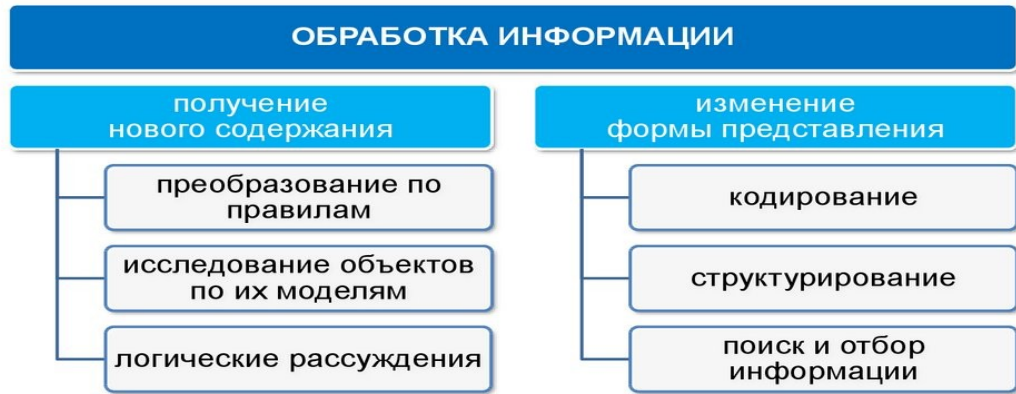 ОБРАБОТКА ИНФОРМАЦИИ
получение
нового содержания
преобразование по
правилам
исследование объектов
по их моделям
логические рассуждения
изменение
формы представления
кодирование
структурирование
поиск и отбор
информации